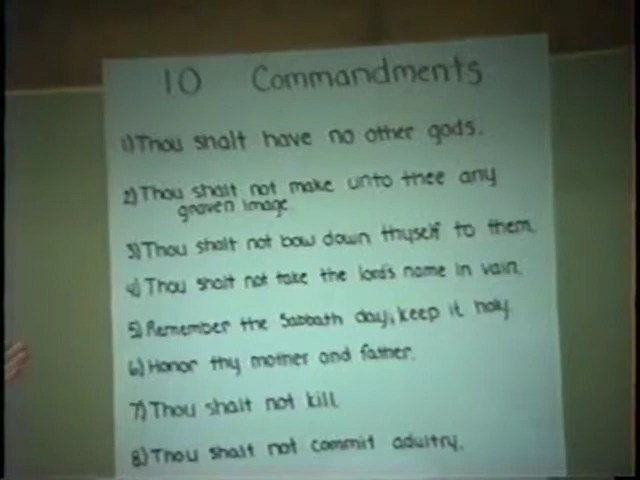 10 Commandments
1) Thou shalt have no other gods.
2) Thou shalt not make unto thee any
graven image.
3) Thou shalt not bow down thyself to them.
4) Thou shalt not take the lord's name in vain.
5) Remember the Sabbath day, keep it holy.
6) Honor thy mother and father.
7) Thou shalt not kill
8) Thou shalt not commit adultry.